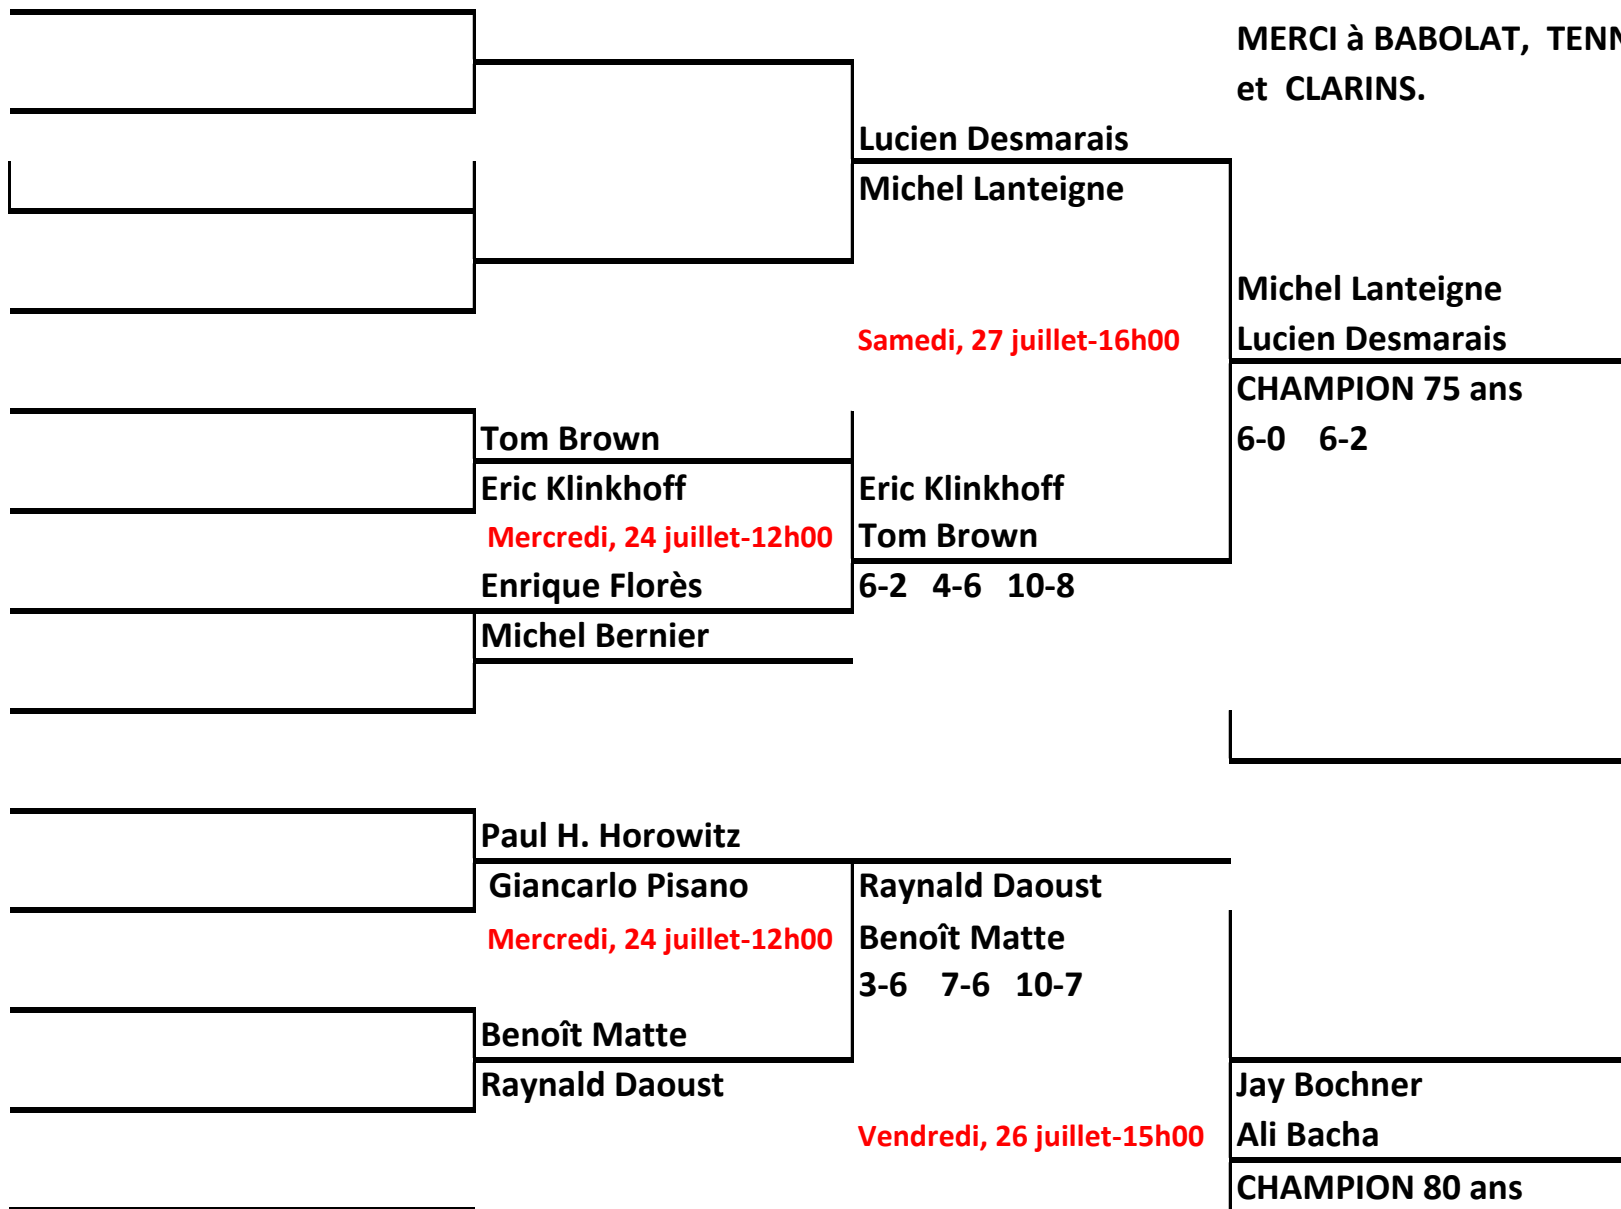 MERCI à BABOLAT, TENN
et CLARINS.
Lucien Desmarais
Michel Lanteigne
Michel Lanteigne
Samedi, 27 juillet-16h00
Lucien Desmarais
CHAMPION 75 ans
Tom Brown
6-0 6-2
Eric Klinkhoff
Eric Klinkhoff
Mercredi, 24 juillet-12h00
Tom Brown
Enrique Florès
6-2 4-6 10-8
Michel Bernier
Paul H. Horowitz
Giancarlo Pisano
Raynald Daoust
Mercredi, 24 juillet-12h00
Benoît Matte
3-6 7-6 10-7
Benoît Matte
Raynald Daoust
Jay Bochner
Vendredi, 26 juillet-15h00
Ali Bacha
CHAMPION 80 ans